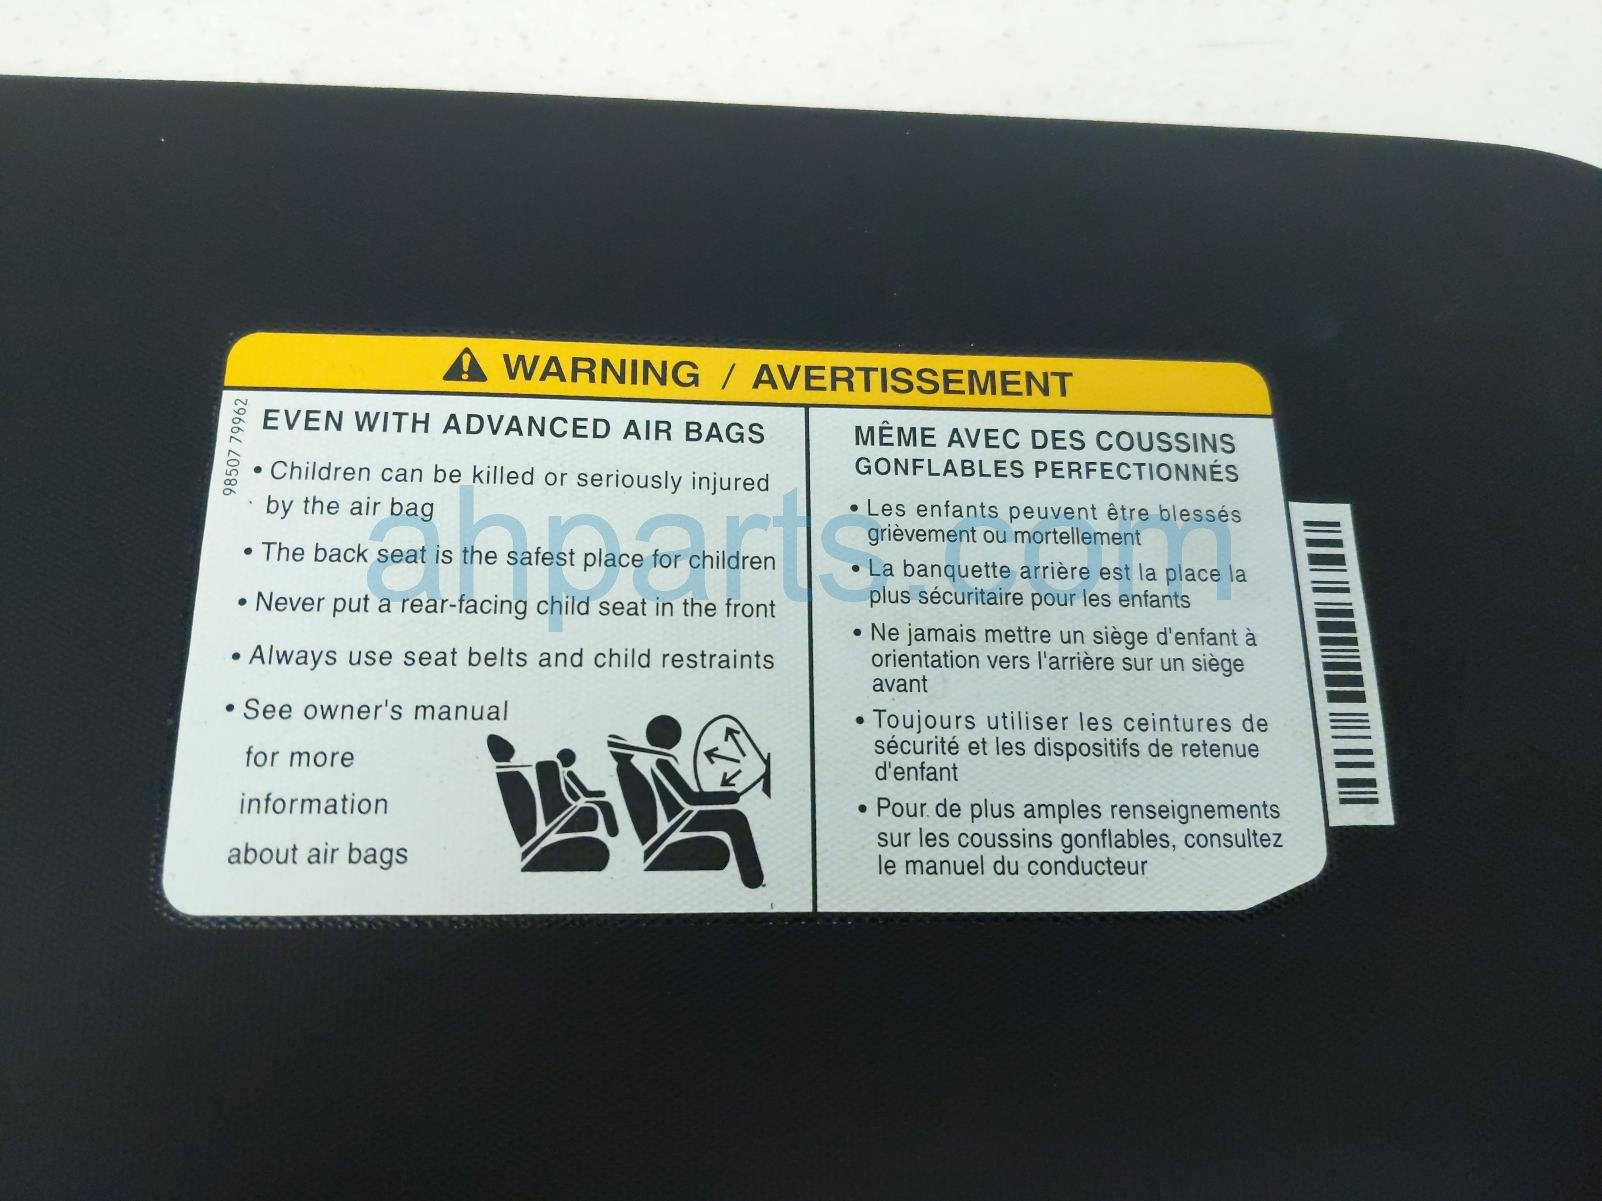 WARNING / AVERTISSEMENT
98507 79962
EVEN WITH ADVANCED AIR BAGS
• Children can be killed or seriously injured
by the air bag
• The back seat is the safest place for children
• Never put a rear-facing child seat in the front
• Always use seat belts and child restraints
• See owner's manual
for more
information
about air bags
MÊME AVEC DES COUSSINS
GONFLABLES PERFECTIONNÉS
• Les enfants peuvent être blessés
grièvement ou mortellement
• La banquette arrière est la place la
plus sécuritaire pour les enfants
• Ne jamais mettre un siège d'enfant à
orientation vers l'arrière sur un siège
avant
• Toujours utiliser les ceintures de
sécurité et les dispositifs de retenue
d'enfant
• Pour de plus amples renseignements
sur les coussins gonflables, consultez
le manuel du conducteur
ahparts.com